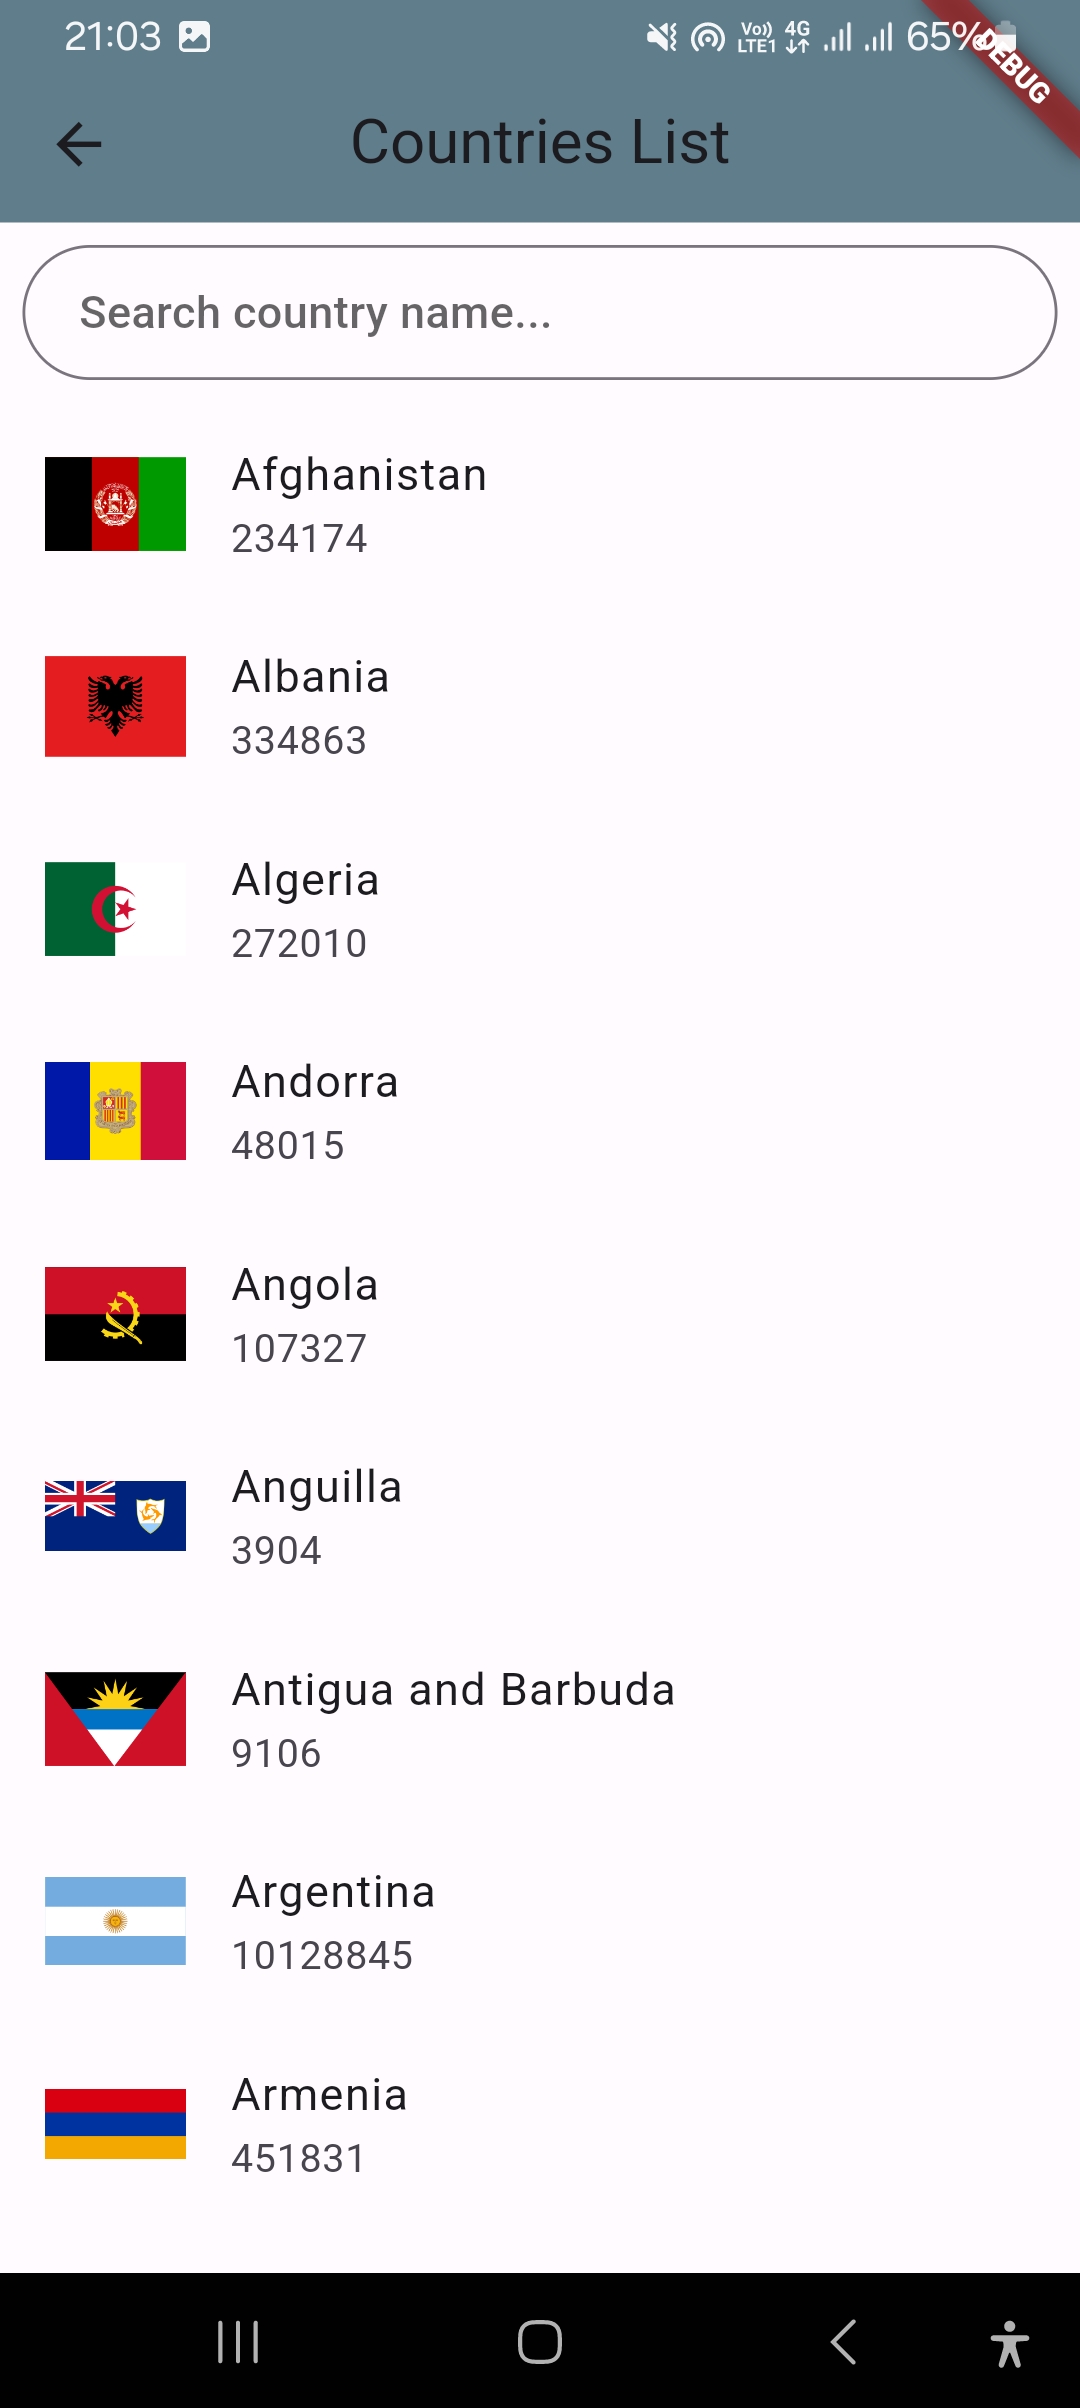 21:03
Vo)) 4G 65%
LTE1
DEBUG
Countries List
Search country name...
Afghanistan
234174
Albania
334863
Algeria
272010
Andorra
48015
Angola
107327
Anguilla
3904
Antigua and Barbuda
9106
Argentina
10128845
Armenia
451831